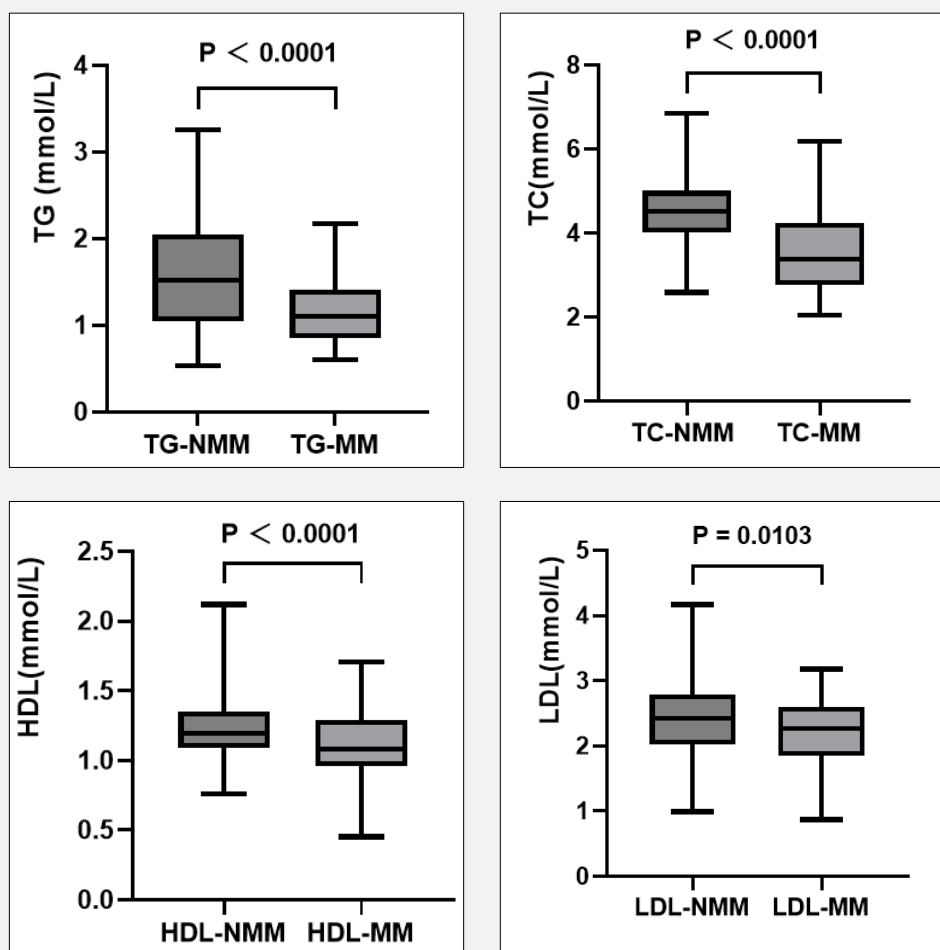 P < 0.0001
TG (mmol/L)
4
3
2
1
0
TG-NMM TG-MM
P < 0.0001
TC(mmol/L)
8
6
4
2
0
TC-NMM TC-MM
P < 0.0001
HDL(mmol/L)
2.5
2.0
1.5
1.0
0.5
0.0
HDL-NMM HDL-MM
P = 0.0103
LDL(mmol/L)
5
4
3
2
1
0
LDL-NMM LDL-MM